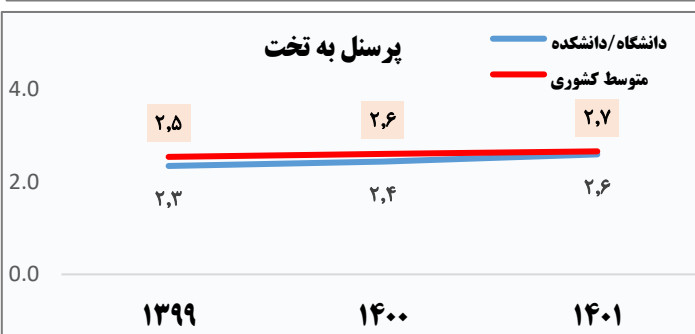 پرسنل به تخت
دانشگاه/دانشکده
متوسط کشوری
4.0
2.0
0.0
۲٫۵ ۲٫۶ ۲٫۷
۲٫۳ ۲٫۴ ۲٫۶
۱۳۹۹ ۱۴۰۰ ۱۴۰۱